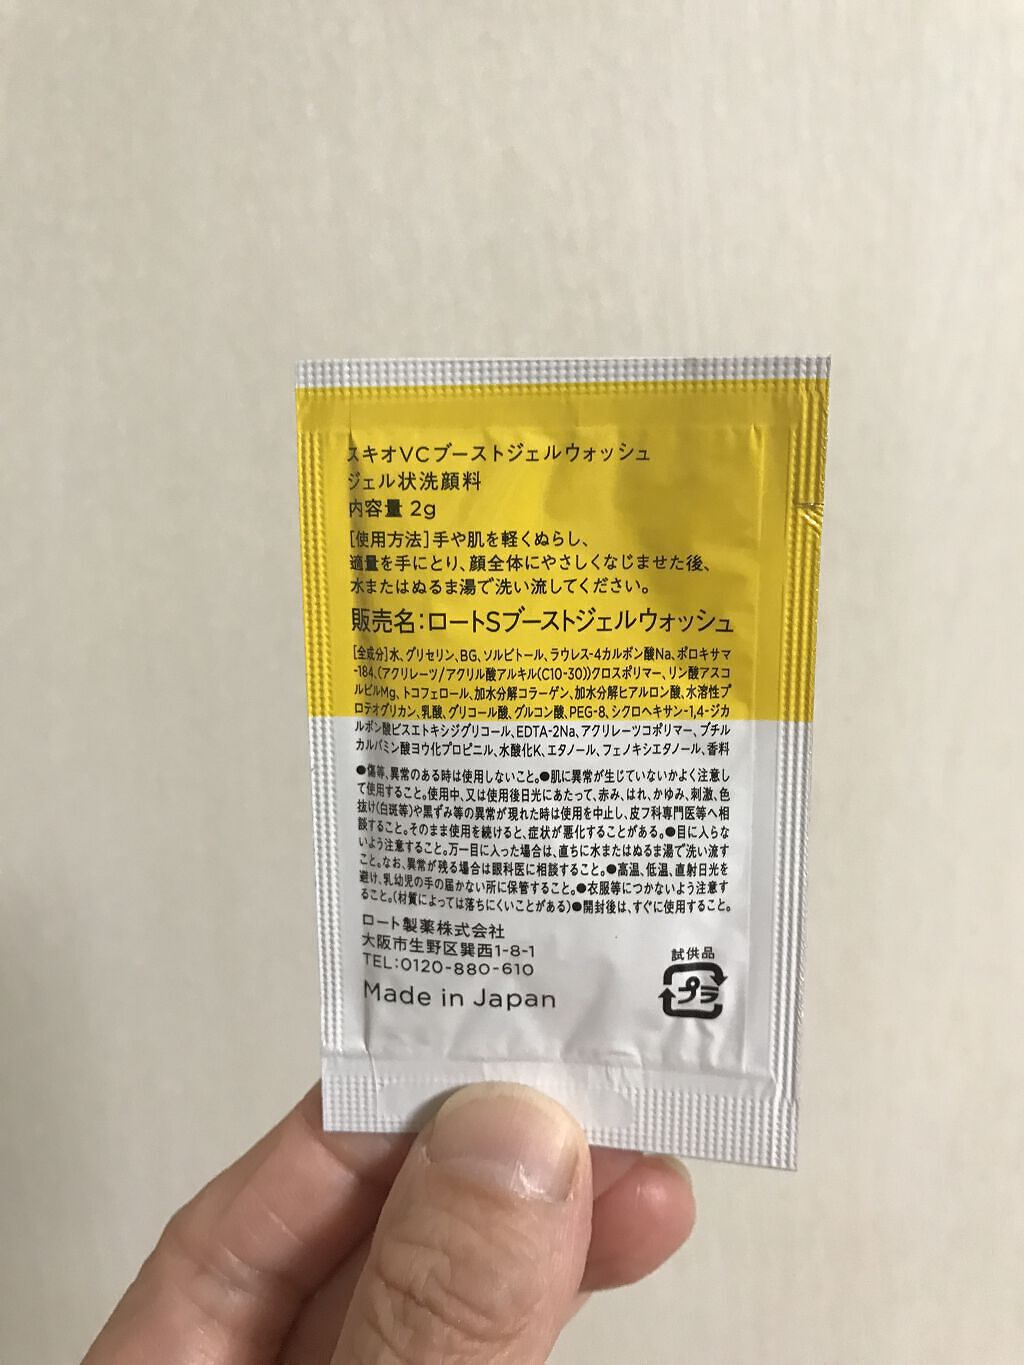 スキオVCブーストジェルウォッシュ
ジェル状洗顔料
内容量 2g
[使用方法]手や肌を軽くぬらし、
適量を手にとり、顔全体にやさしくなじませた後、
水またはぬるま湯で洗い流してください。
販売名:ロートSブーストジェルウォッシュ
[全成分]水、グリセリン、BG、ソルビトール、ラウレス-4カルボン酸Na、ポロキサマ
-184、(アクリレーツ/アクリル酸アルキル(C10-30))クロスポリマー、リン酸アスコ
ルビルMg、トコフェロール、加水分解コラーゲン、加水分解ヒアルロン酸、水溶性プ
ロテオグリカン、乳酸、グリコール酸、グルコン酸、PEG-8、シクロヘキサン-1,4-ジカ
ルボン酸ビスエトキシジグリコール、EDTA-2Na、アクリレーツコポリマー、ブチル
カルバミン酸ヨウ化プロピニル、水酸化K、エタノール、フェノキシエタノール、香料
●傷等、異常のある時は使用しないこと。●肌に異常が生じていないかよく注意し
て使用すること。使用中、又は使用後日光にあたって、赤み、はれ、かゆみ、刺激、色
抜け(白斑等)や黒ずみ等の異常が現れた時は使用を中止し、皮フ科専門医等へ相
談すること。そのまま使用を続けると、症状が悪化することがある。●目に入らな
いよう注意すること。万一目に入った場合は、直ちに水またはぬるま湯で洗い流す
こと。なお、異常が残る場合は眼科医に相談すること。●高温、低温、直射日光を
避け、乳幼児の手の届かない所に保管すること。●衣服等につかないよう注意す
ること。(材質によっては落ちにくいことがある)●開封後は、すぐに使用すること。
ロート製薬株式会社
大阪市生野区巽西1-8-1
TEL:0120-880-610
Made in Japan
試供品
プラ